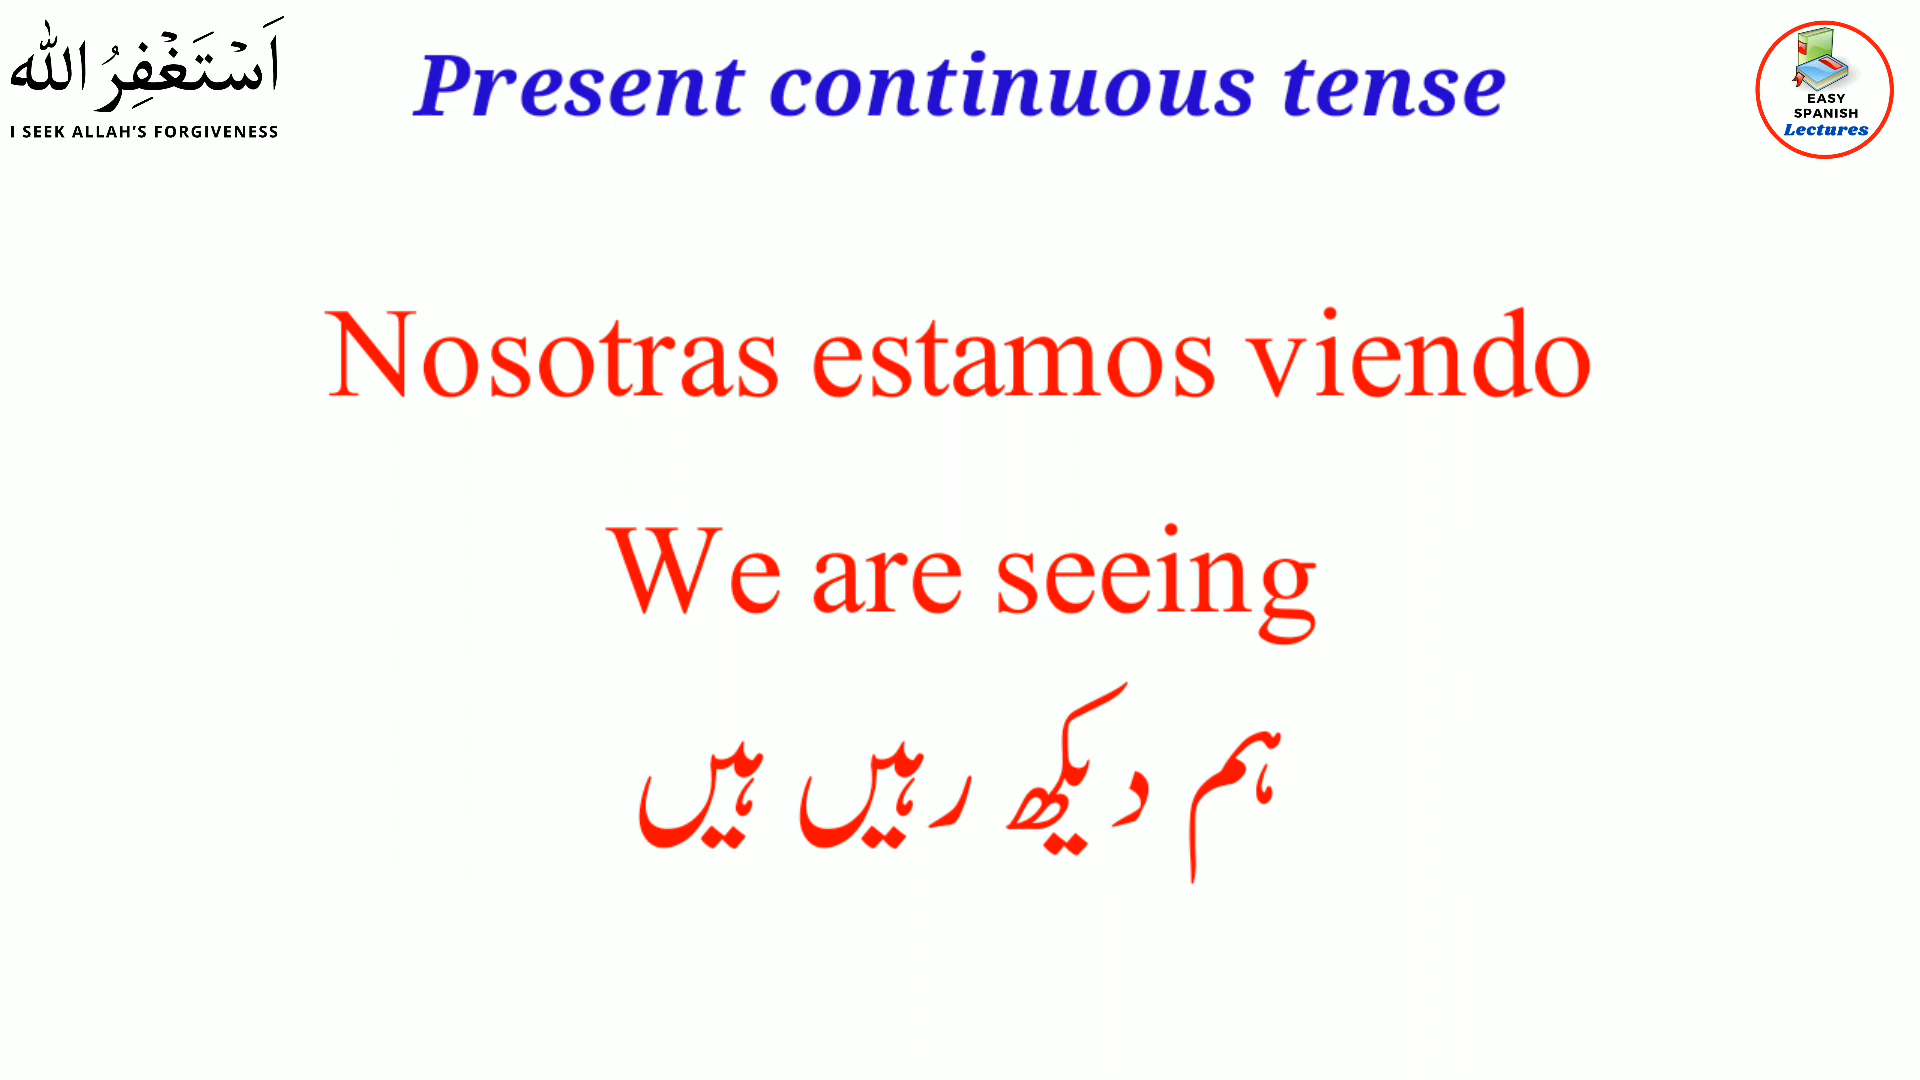 اَسْتَغْفِرُ اللّٰه
I SEEK ALLAH'S FORGIVENESS
Present continuous tense
EASY
SPANISH
Lectures
Nosotras estamos viendo
We are seeing
ہم دیکھ رہیں ہیں